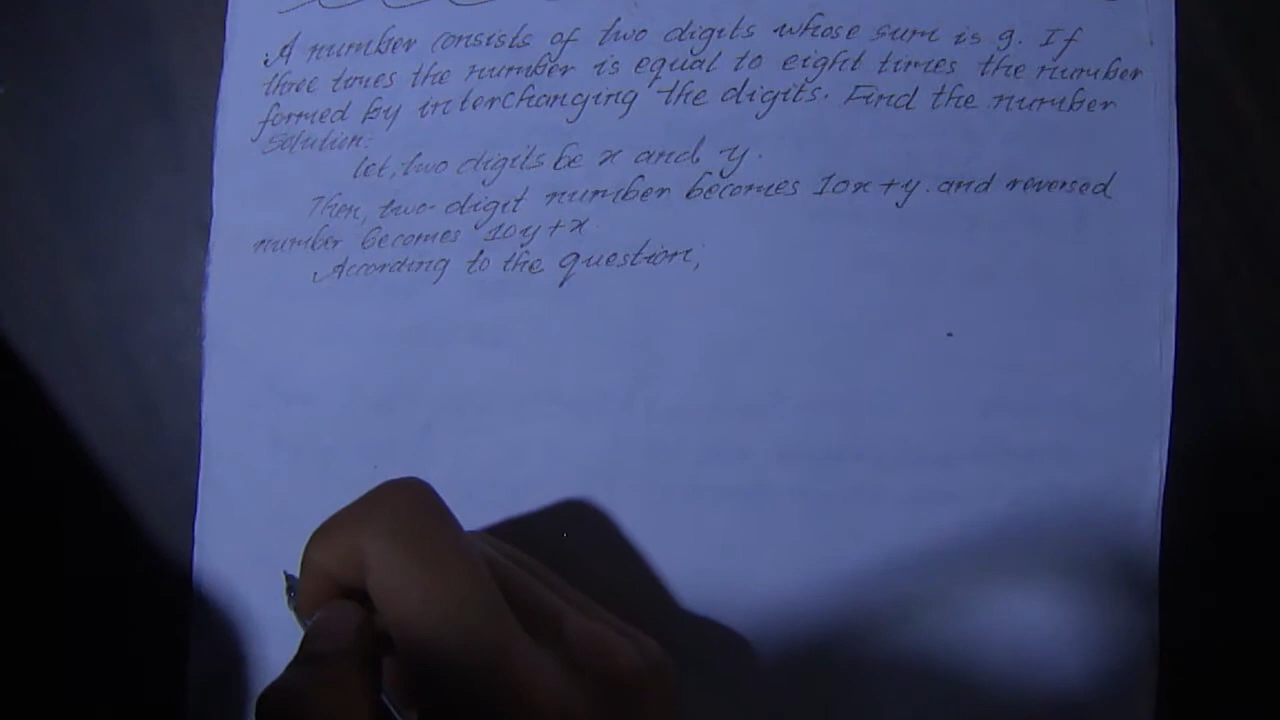 A number consists of two digits whose sum is 9. If
three times the number is equal to eight times the number
formed by interchanging the digits. Find the number
Solution:
let, two digits be x and y.
Then, two-digit number becomes 10x+y. and reversed
number becomes 10y+x
According to the question,